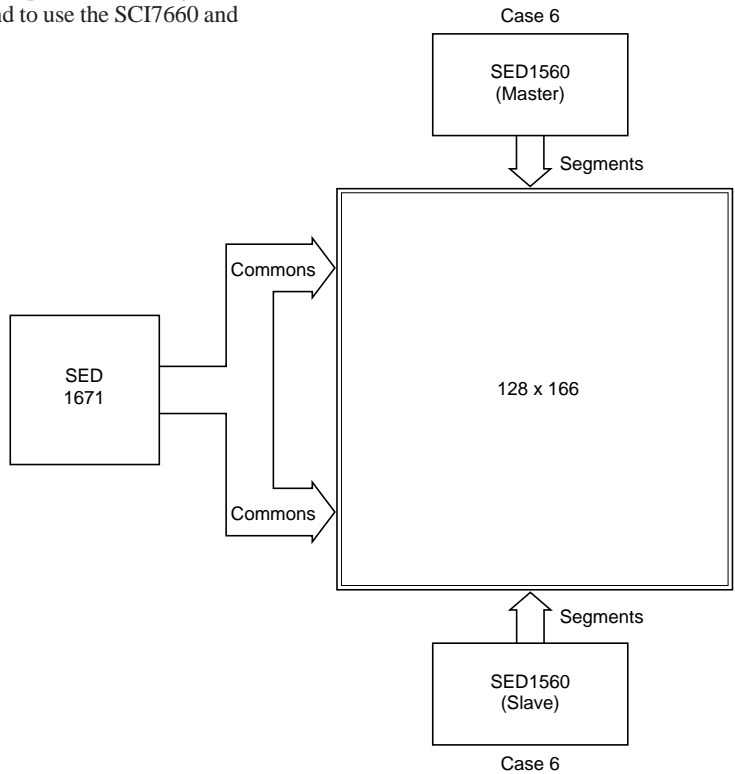 nd to use the SCI7660 and
Case 6
SED1560
(Master)
Segments
Commons
SED
1671
128 x 166
Commons
Segments
SED1560
(Slave)
Case 6